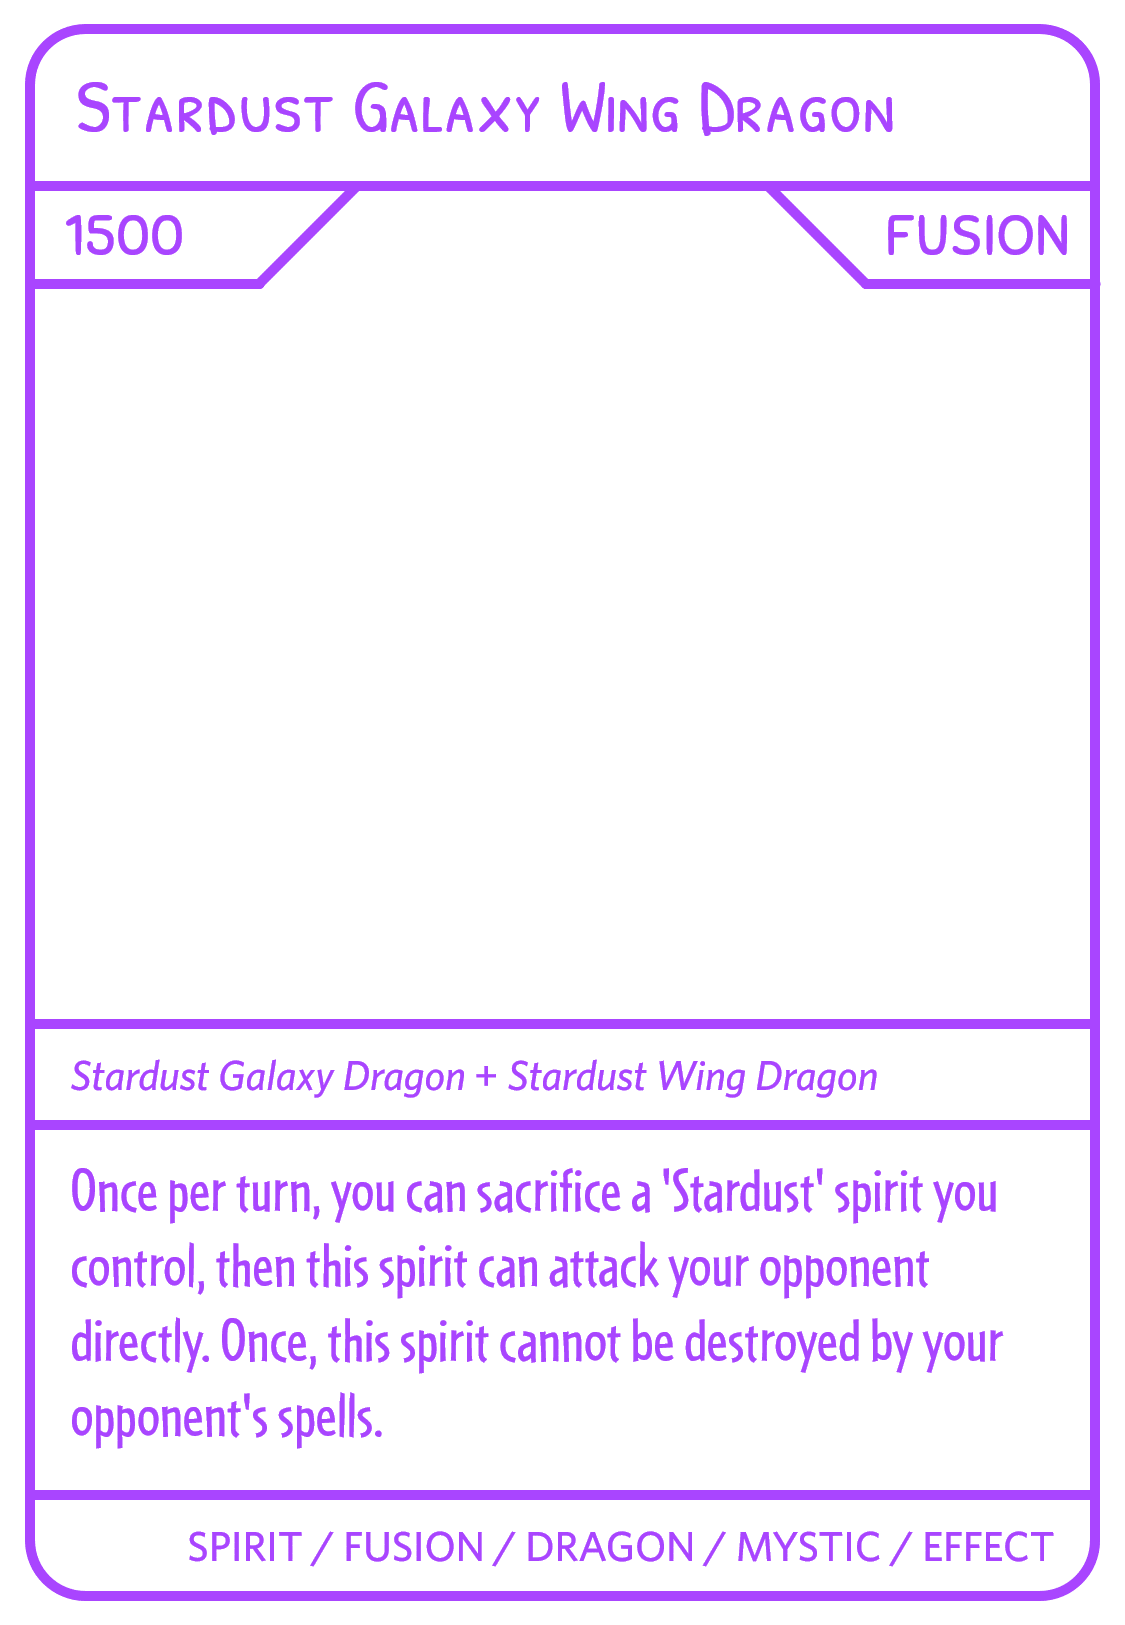 Stardust Galaxy Wing Dragon
1500
FUSION
Stardust Galaxy Dragon + Stardust Wing Dragon
Once per turn, you can sacrifice a 'Stardust' spirit you
control, then this spirit can attack your opponent
directly. Once, this spirit cannot be destroyed by your
opponent's spells.
SPIRIT / FUSION / DRAGON / MYSTIC / EFFECT